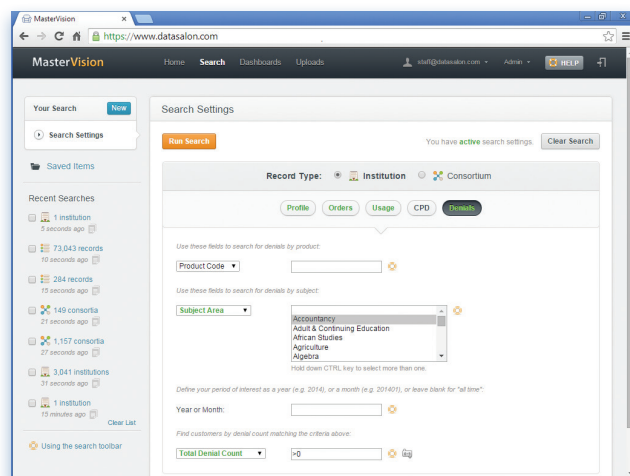 MasterVision
https://www.datasalon.com
MasterVision
Home Search Dashboards Uploads
staff@datasalon.com
Admin
HELP
Your Search
New
Search Settings
Saved Items
Recent Searches
1 institution
5 seconds ago
73,043 records
10 seconds ago
284 records
15 seconds ago
149 consortia
21 seconds ago
1,157 consortia
27 seconds ago
3,041 institutions
31 seconds ago
1 institution
15 minutes ago
Clear List
Using the search toolbar
Search Settings
Run Search
You have active search settings.
Clear Search
Record Type: Institution Consortium
Profile Orders Usage CPD Denials
Use these fields to search for denials by product:
Product Code
Use these fields to search for denials by subject:
Subject Area
Accountancy
Adult & Continuing Education
African Studies
Agriculture
Algebra
Hold down CTRL key to select more than one.
Define your period of interest as a year (e.g. 2014), or a month (e.g. 201401), or leave blank for "all time":
Year or Month:
Find customers by denial count matching the criteria above:
Total Denial Count
>0